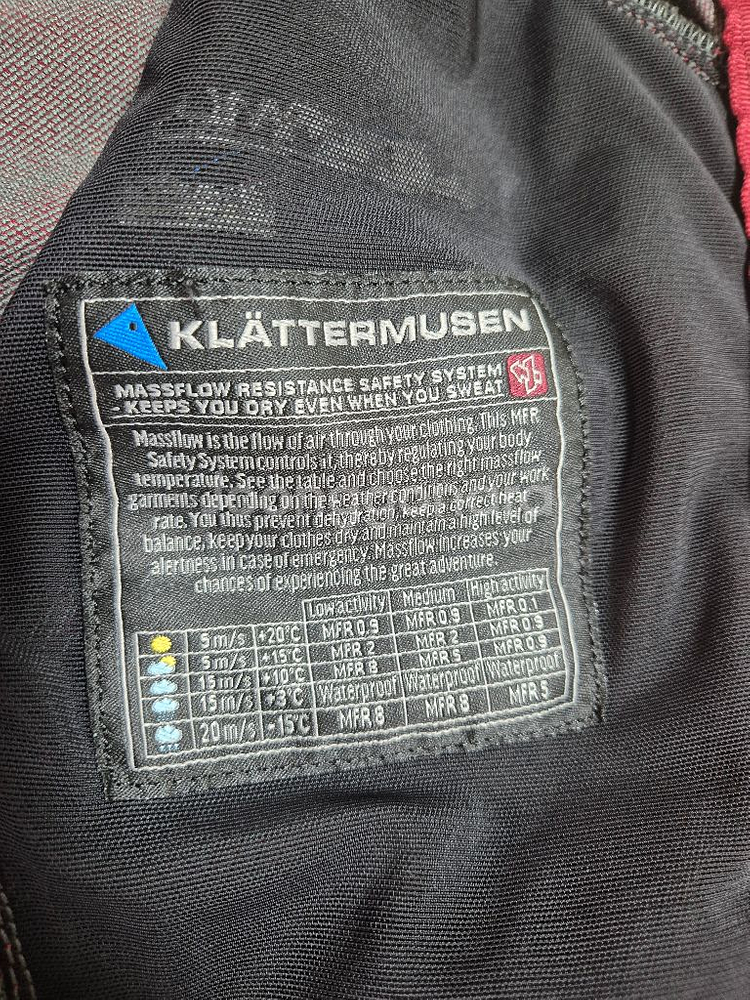 KLÄTTERMUSEN
MASSFLOW RESISTANCE SAFETY SYSTEM
- KEEPS YOU DRY EVEN WHEN YOU SWEAT
Massflow is the flow of air through your clothing. This MFR
Safety System controls it, thereby regulating your body
temperature. See the table and choose the right massflow
garments depending on the weather conditions and your work
rate. You thus prevent dehydration, keep a correct heat
balance, keep your clothes dry and maintain a high level of
alertness in case of emergency. Massflow increases your
chances of experiencing the great adventure.
Low activity Medium High activity
5 m/s +20°C MFR 0.9 MFR 0.9 MFR 0.1
5 m/s +15°C MFR 2 MFR 2 MFR 0.9
15 m/s +10°C MFR 8 MFR 5 MFR 0.9
15 m/s +3°C Waterproof Waterproof Waterproof
20 m/s -15°C MFR 8 MFR 8 MFR 5